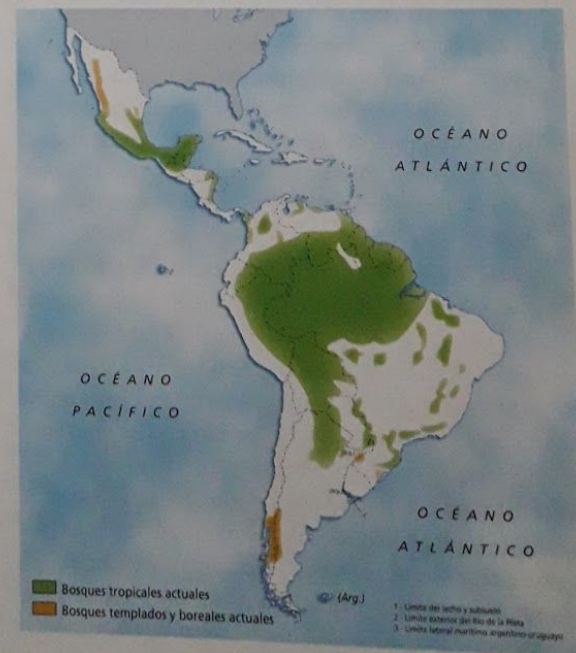 OCÉANO
ATLÁNTICO
OCÉANO
PACÍFICO
OCÉANO
ATLÁNTICO
(Arg.)
Bosques tropicales actuales
Bosques templados y boreales actuales
1 - Límite del lecho y subsuelo
2 - Límite exterior del Río de la Plata
3 - Límite lateral marítimo argentino-uruguayo